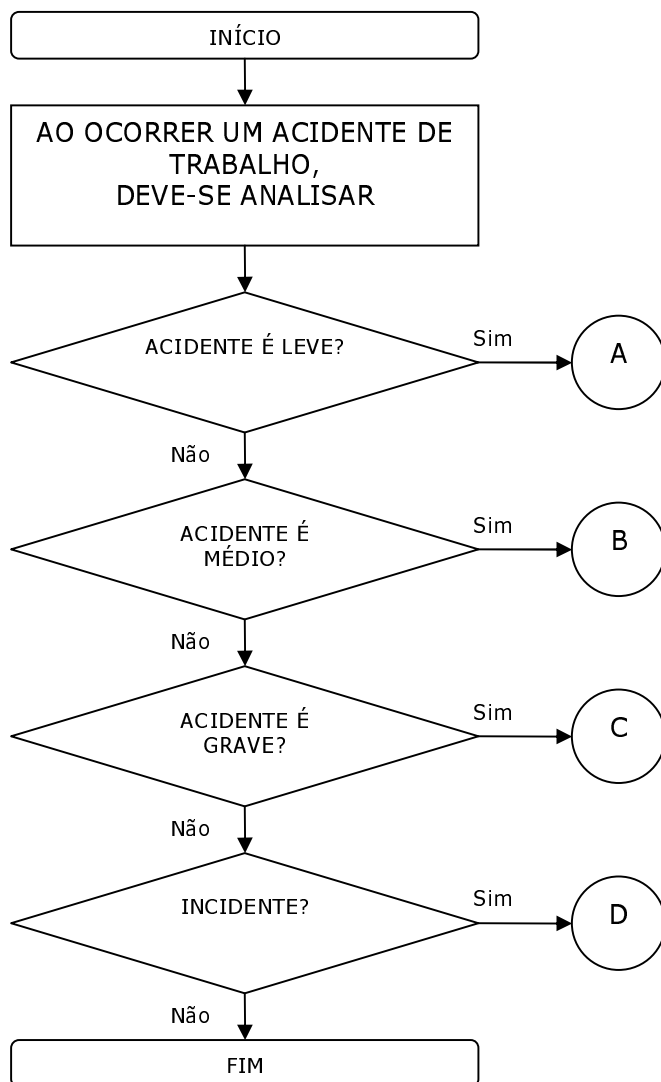 INÍCIO
AO OCORRER UM ACIDENTE DE
TRABALHO,
DEVE-SE ANALISAR
ACIDENTE É LEVE?
Sim
A
Não
ACIDENTE É
MÉDIO?
Sim
B
Não
ACIDENTE É
GRAVE?
Sim
C
Não
INCIDENTE?
Sim
D
Não
FIM